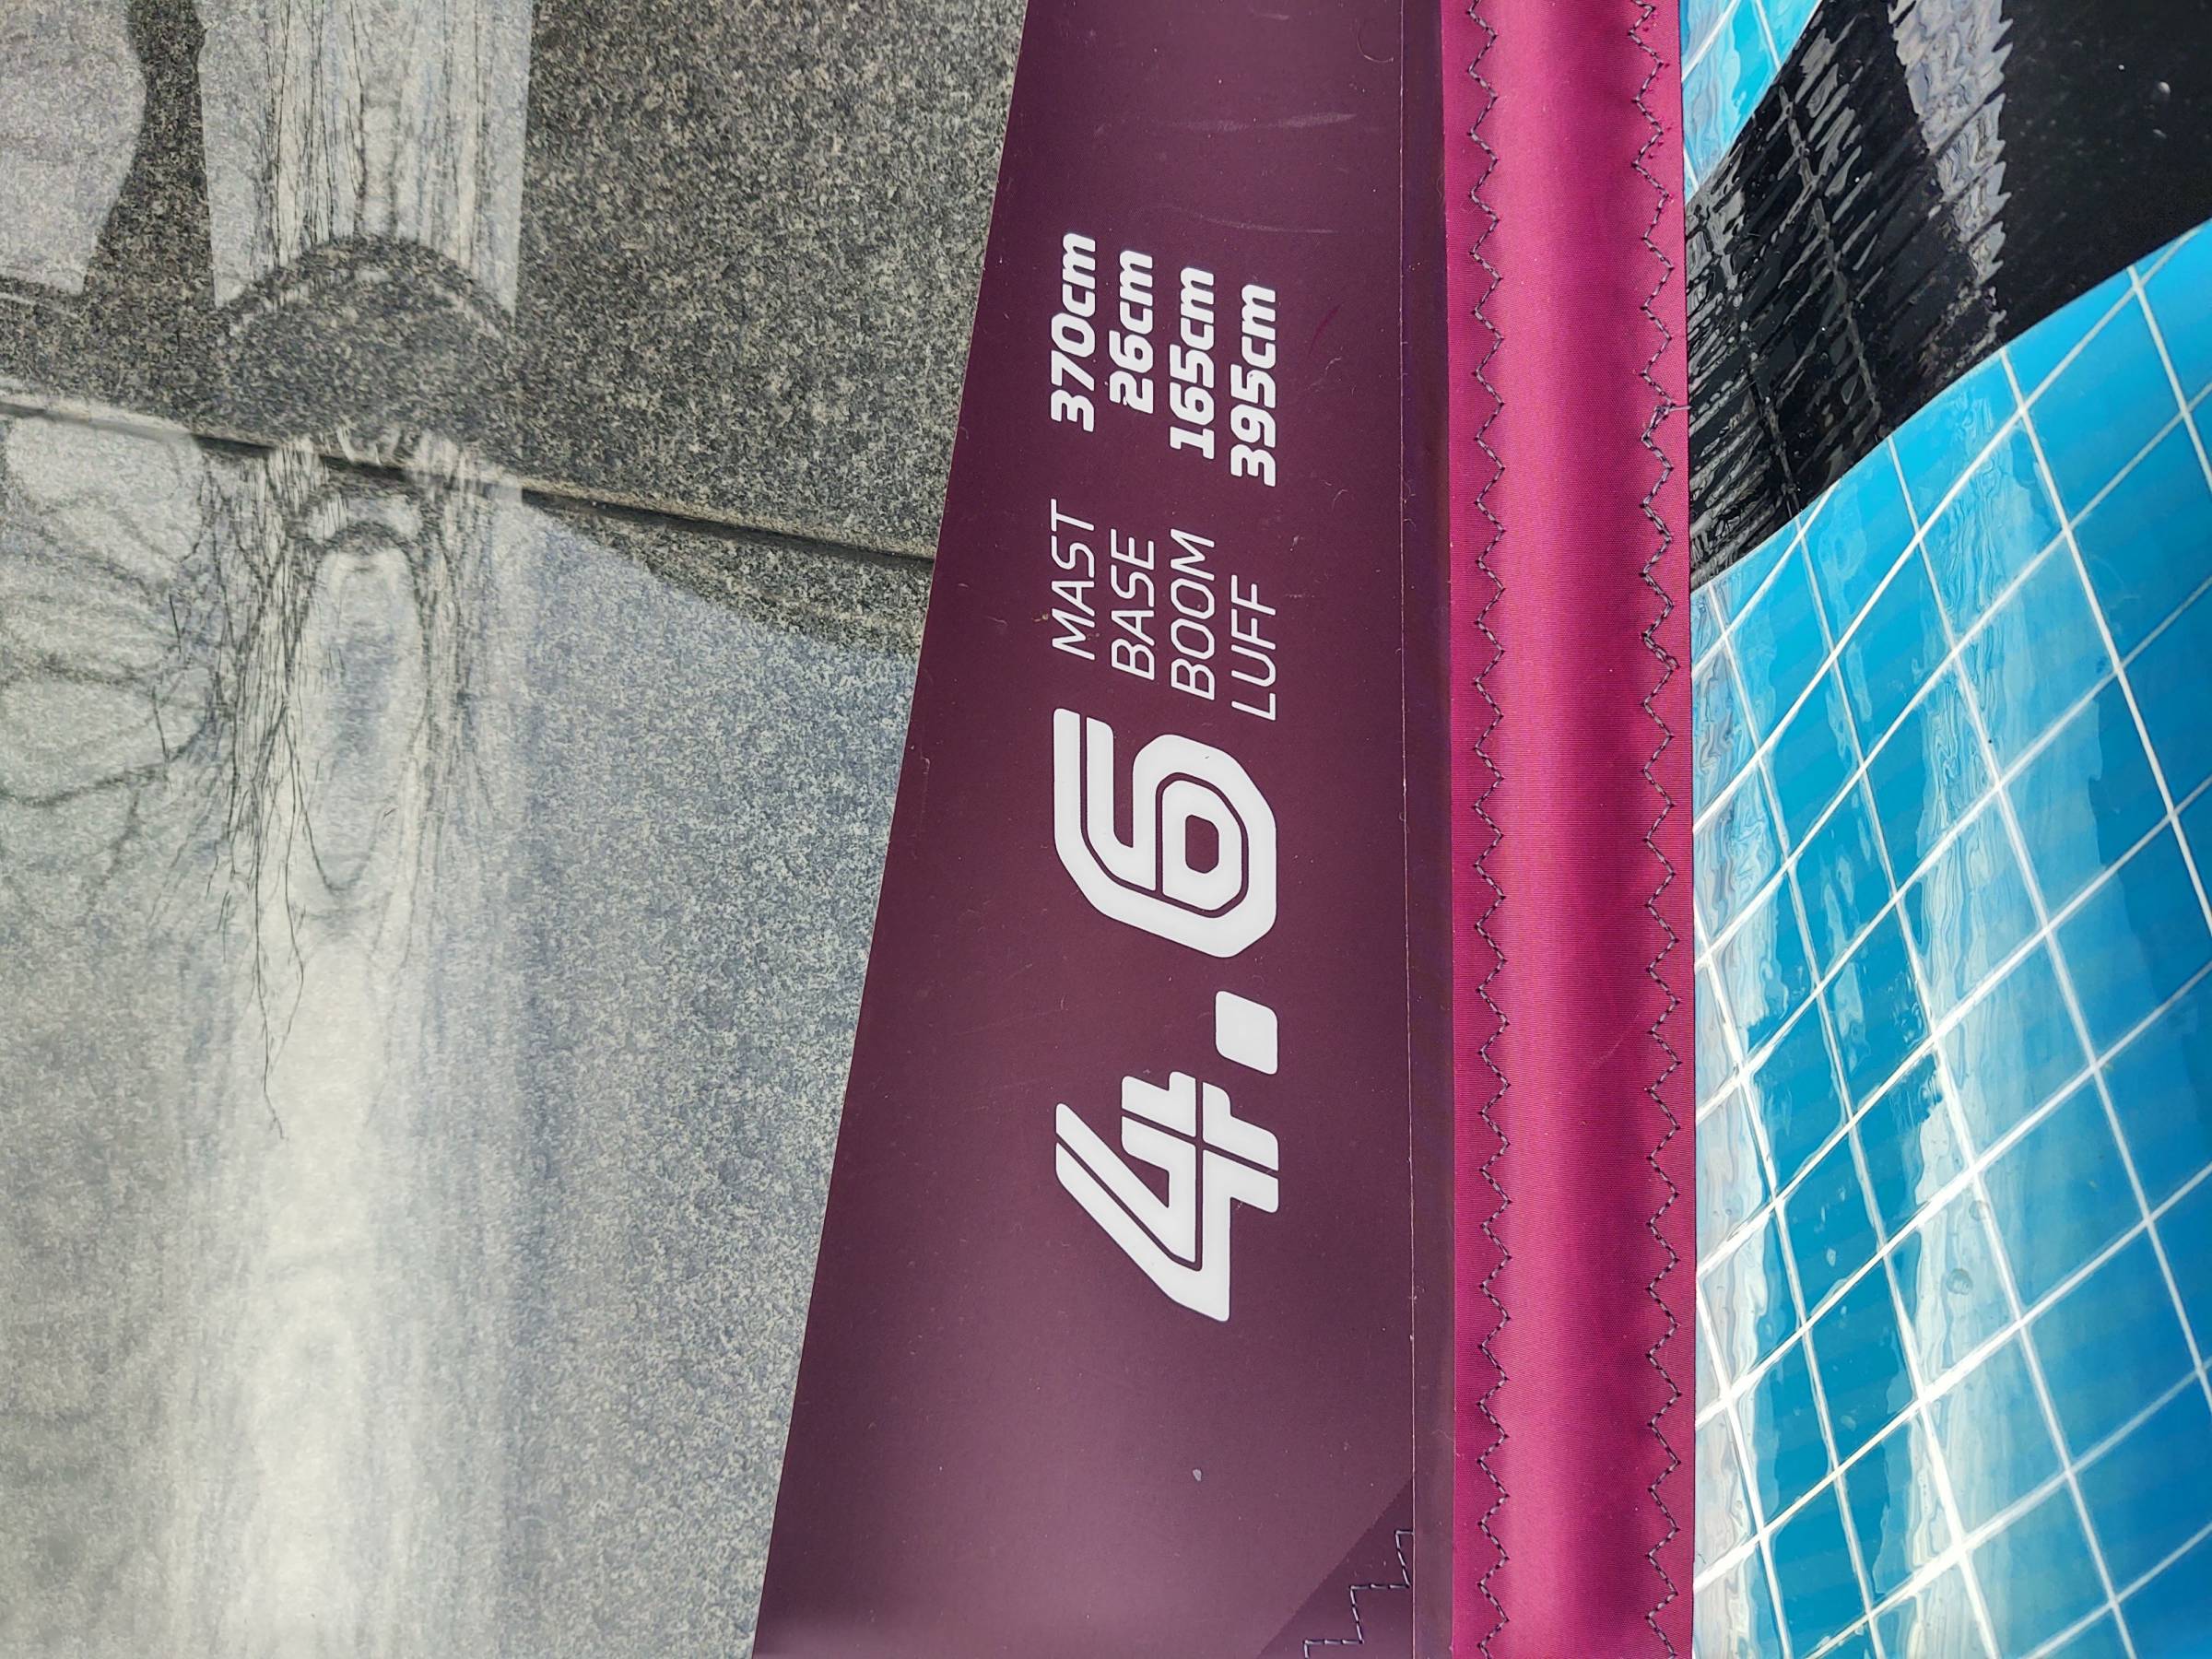 4.6
MAST 370cm
BASE 26cm
BOOM 165cm
LUFF 395cm